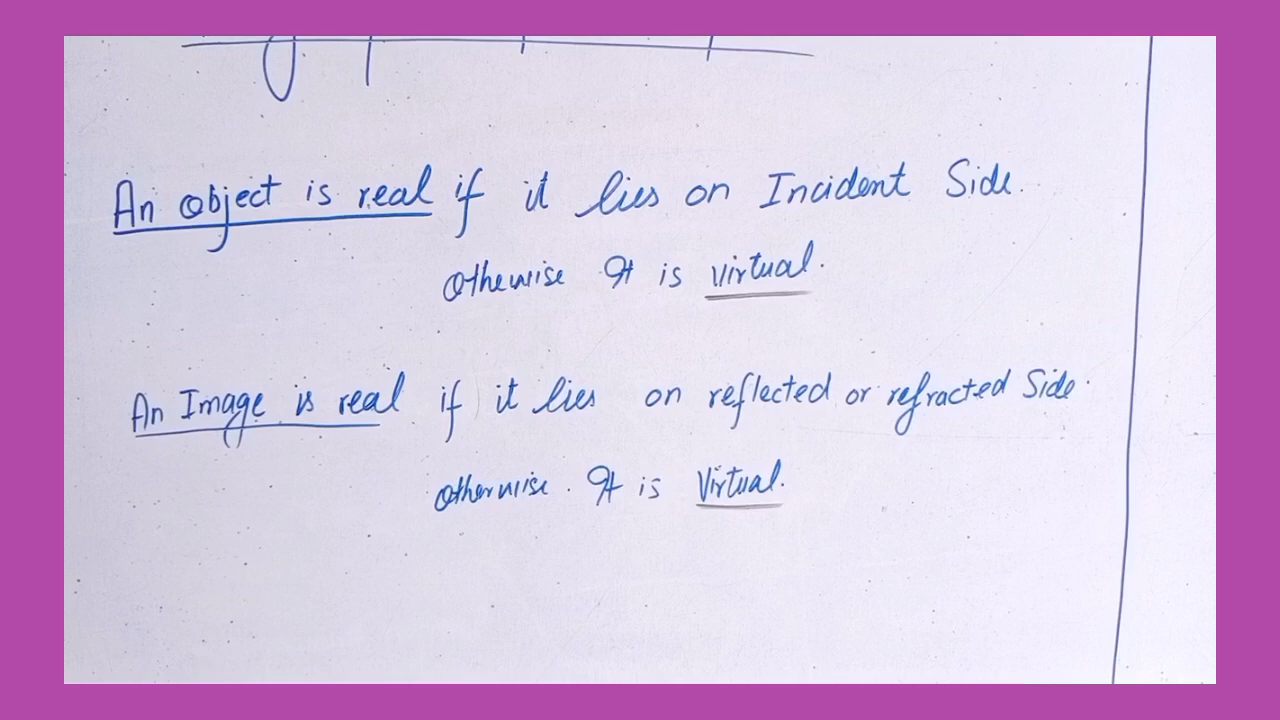 An object is real if it lies on Incident Side.
Othewise It is virtual.
An Image is real if it lies on reflected or refracted Side.
Otherwise. It is Virtual.